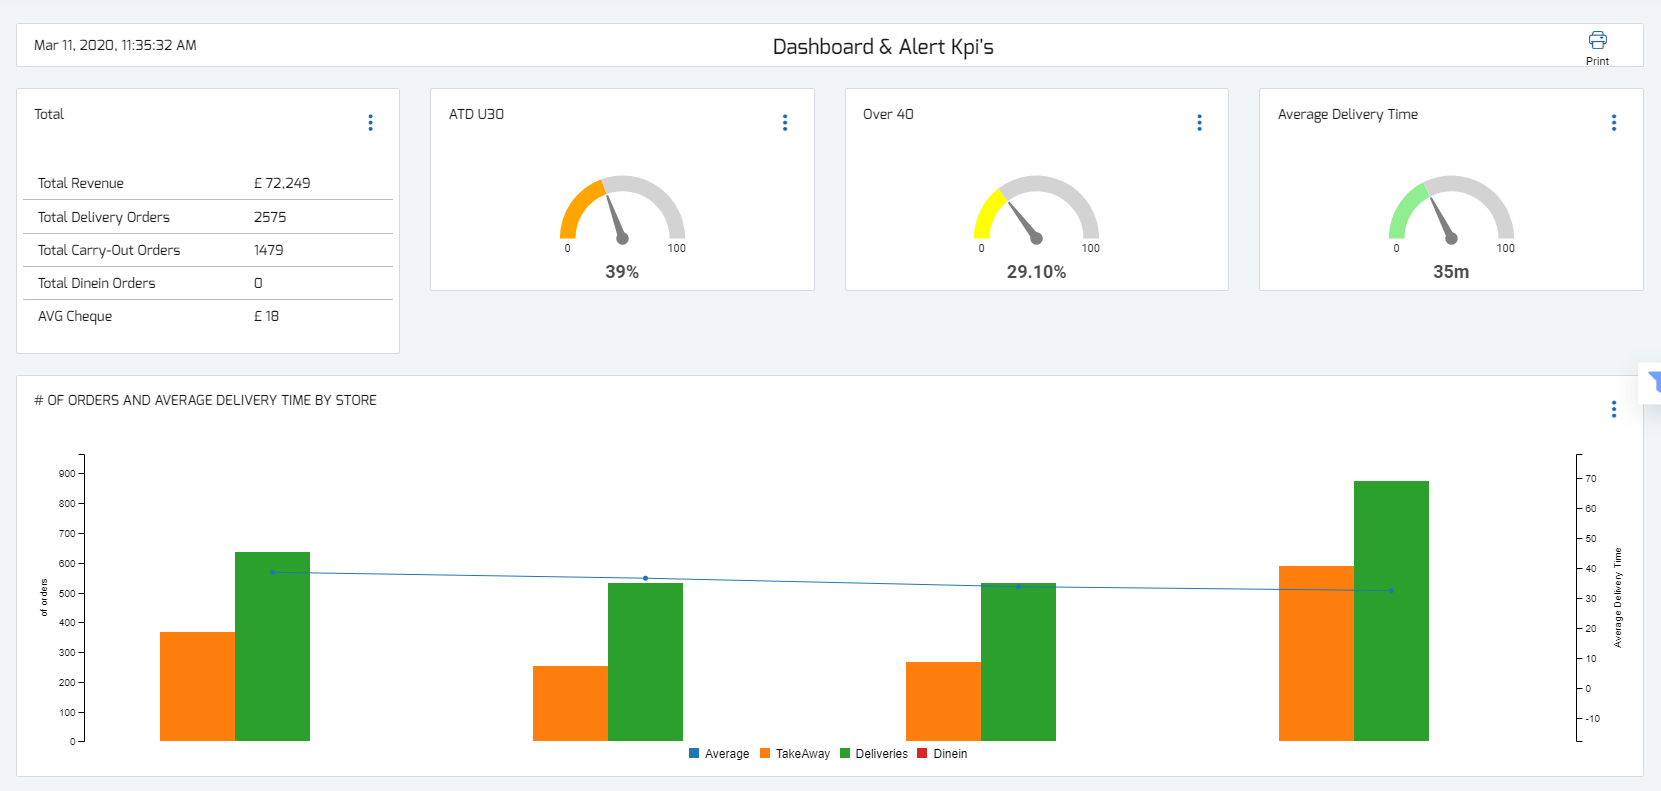 Mar 11, 2020, 11:35:32 AM
Dashboard & Alert Kpi's
Print
Total
Total Revenue £ 72,249
Total Delivery Orders 2575
Total Carry-Out Orders 1479
Total Dinein Orders 0
AVG Cheque £ 18
ATD U30
0 100
39%
Over 40
0 100
29.10%
Average Delivery Time
0 100
35m
# OF ORDERS AND AVERAGE DELIVERY TIME BY STORE
of orders
900
800
700
600
500
400
300
200
100
0
70
60
50
40
30
20
10
0
-10
Average Delivery Time
Average TakeAway Deliveries Dinein